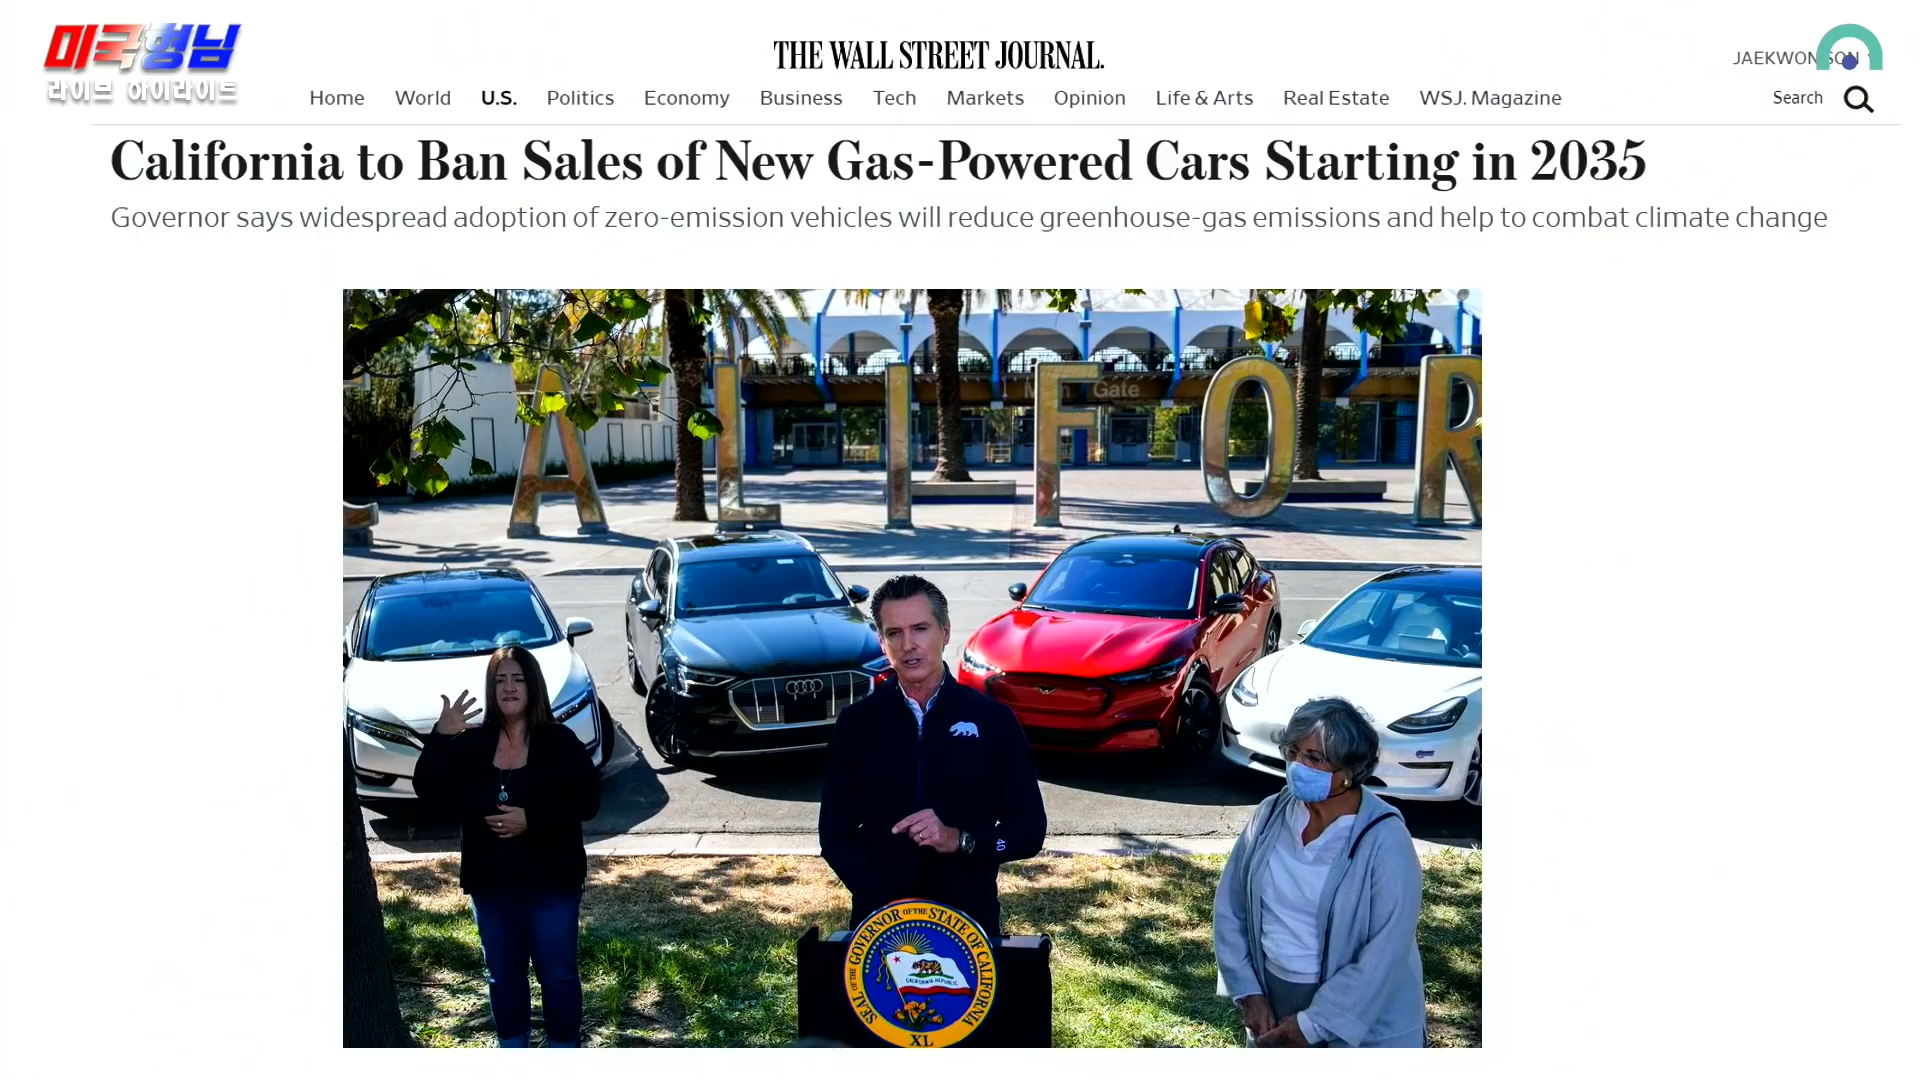 미국형님
라이브 하이라이트
THE WALL STREET JOURNAL.
JAEKWON SON
Home World U.S. Politics Economy Business Tech Markets Opinion Life & Arts Real Estate WSJ. Magazine Search
California to Ban Sales of New Gas-Powered Cars Starting in 2035
Governor says widespread adoption of zero-emission vehicles will reduce greenhouse-gas emissions and help to combat climate change
Gate
A L I F O R
40
SEAL OF THE GOVERNOR OF THE STATE OF CALIFORNIA
CALIFORNIA REPUBLIC
XL